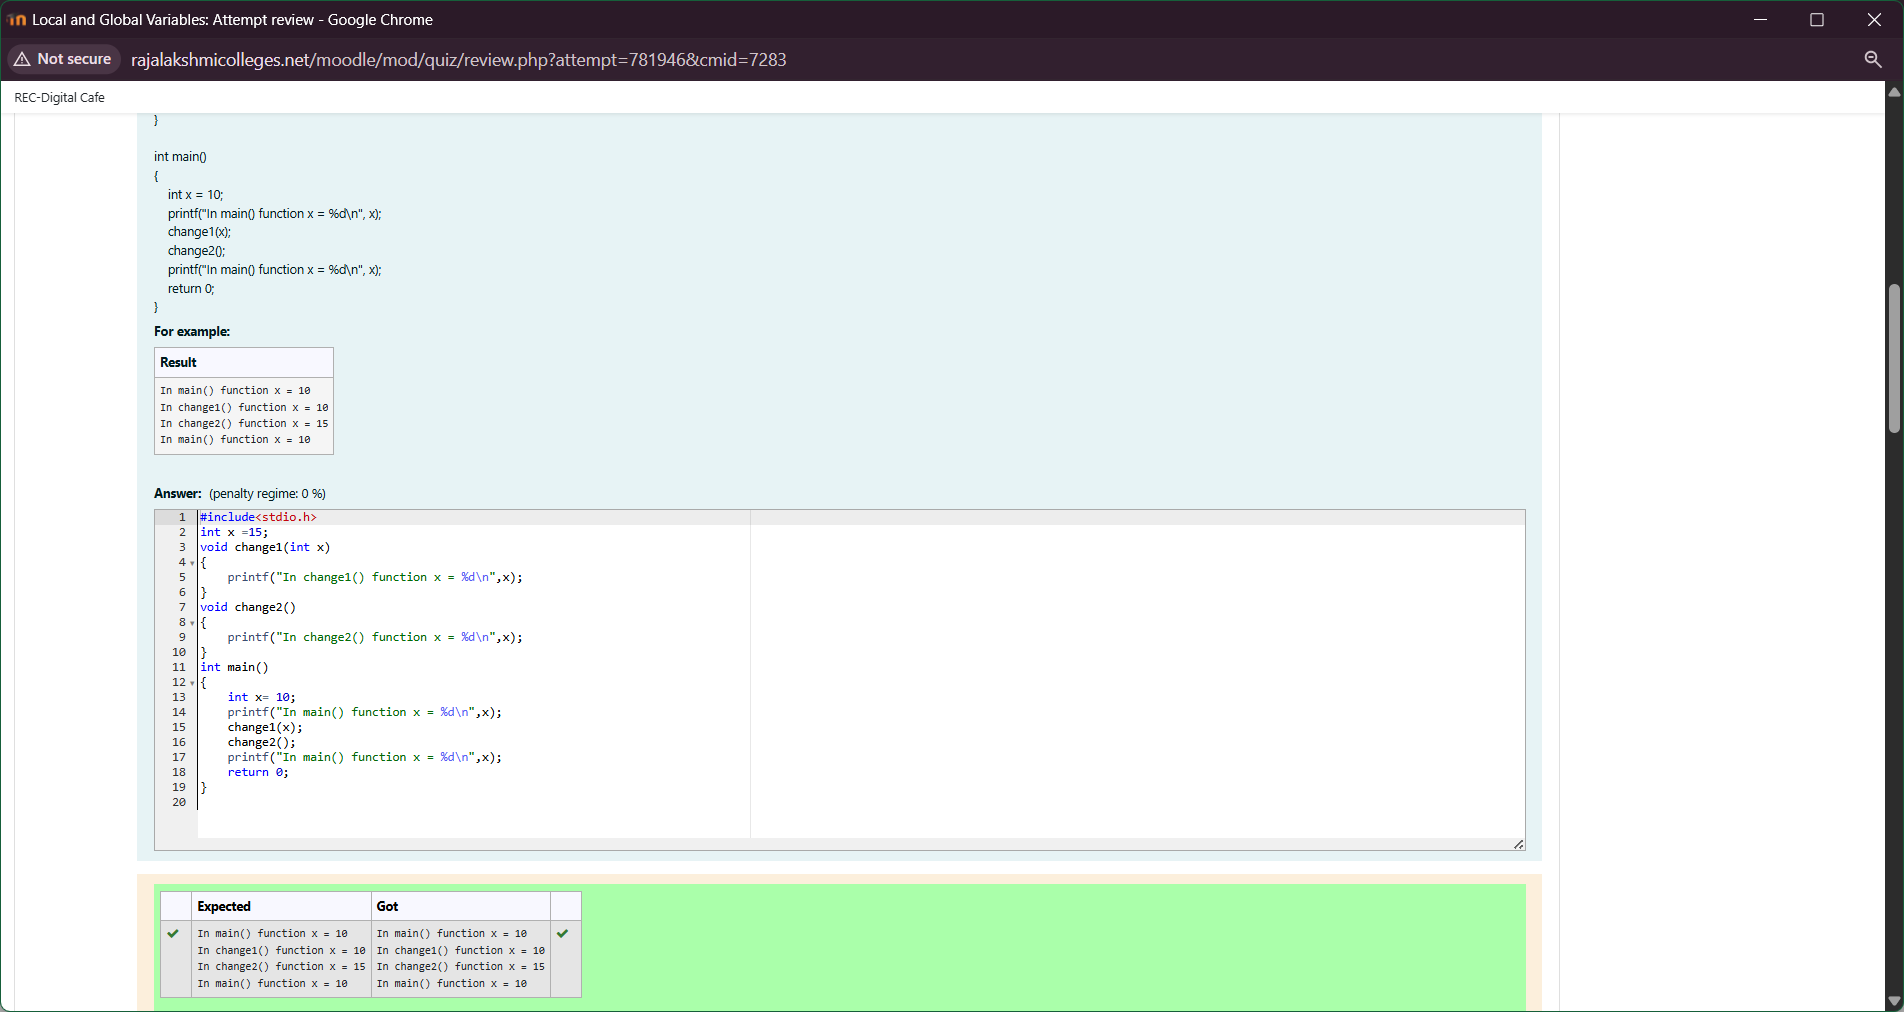 Local and Global Variables: Attempt review - Google Chrome
Not secure rajalakshmicolleges.net/moodle/mod/quiz/review.php?attempt=781946&cmid=7283
REC-Digital Cafe
}
int main()
{
int x = 10;
printf("In main() function x = %d\n", x);
change1(x);
change2();
printf("In main() function x = %d\n", x);
return 0;
}
For example:
Result
In main() function x = 10
In change1() function x = 10
In change2() function x = 15
In main() function x = 10
Answer: (penalty regime: 0 %)
1 #include<stdio.h>
2 int x =15;
3 void change1(int x)
4 {
5 printf("In change1() function x = %d\n",x);
6 }
7 void change2()
8 {
9 printf("In change2() function x = %d\n",x);
10 }
11 int main()
12 {
13 int x= 10;
14 printf("In main() function x = %d\n",x);
15 change1(x);
16 change2();
17 printf("In main() function x = %d\n",x);
18 return 0;
19 }
20
Expected Got
In main() function x = 10 In main() function x = 10
In change1() function x = 10 In change1() function x = 10
In change2() function x = 15 In change2() function x = 15
In main() function x = 10 In main() function x = 10